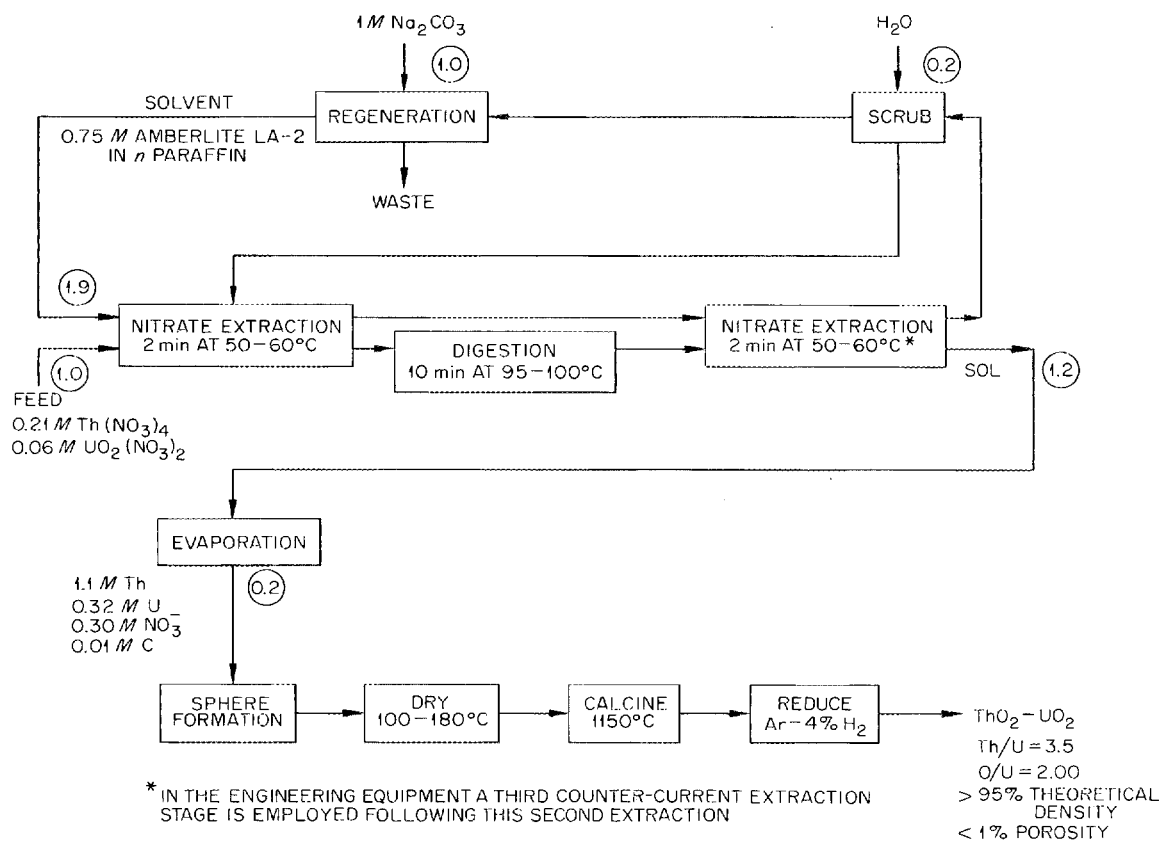 1M Na₂CO₃
H₂O
1.0
0.2
SOLVENT
REGENERATION
SCRUB
0.75 M AMBERLITE LA-2
IN n PARAFFIN
WASTE
1.9
NITRATE EXTRACTION
2 min AT 50-60°C
DIGESTION
10 min AT 95-100°C
NITRATE EXTRACTION
2 min AT 50-60°C*
SOL
1.2
1.0
FEED
0.21 M Th(NO₃)₄
0.06 M UO₂(NO₃)₂
EVAPORATION
0.2
1.1 M Th
0.32 M U
0.30 M NO₃⁻
0.01 M C
SPHERE
FORMATION
DRY
100-180°C
CALCINE
1150°C
REDUCE
Ar-4% H₂
ThO₂-UO₂
Th/U = 3.5
O/U = 2.00
> 95% THEORETICAL
DENSITY
< 1% POROSITY
* IN THE ENGINEERING EQUIPMENT A THIRD COUNTER-CURRENT EXTRACTION
STAGE IS EMPLOYED FOLLOWING THIS SECOND EXTRACTION